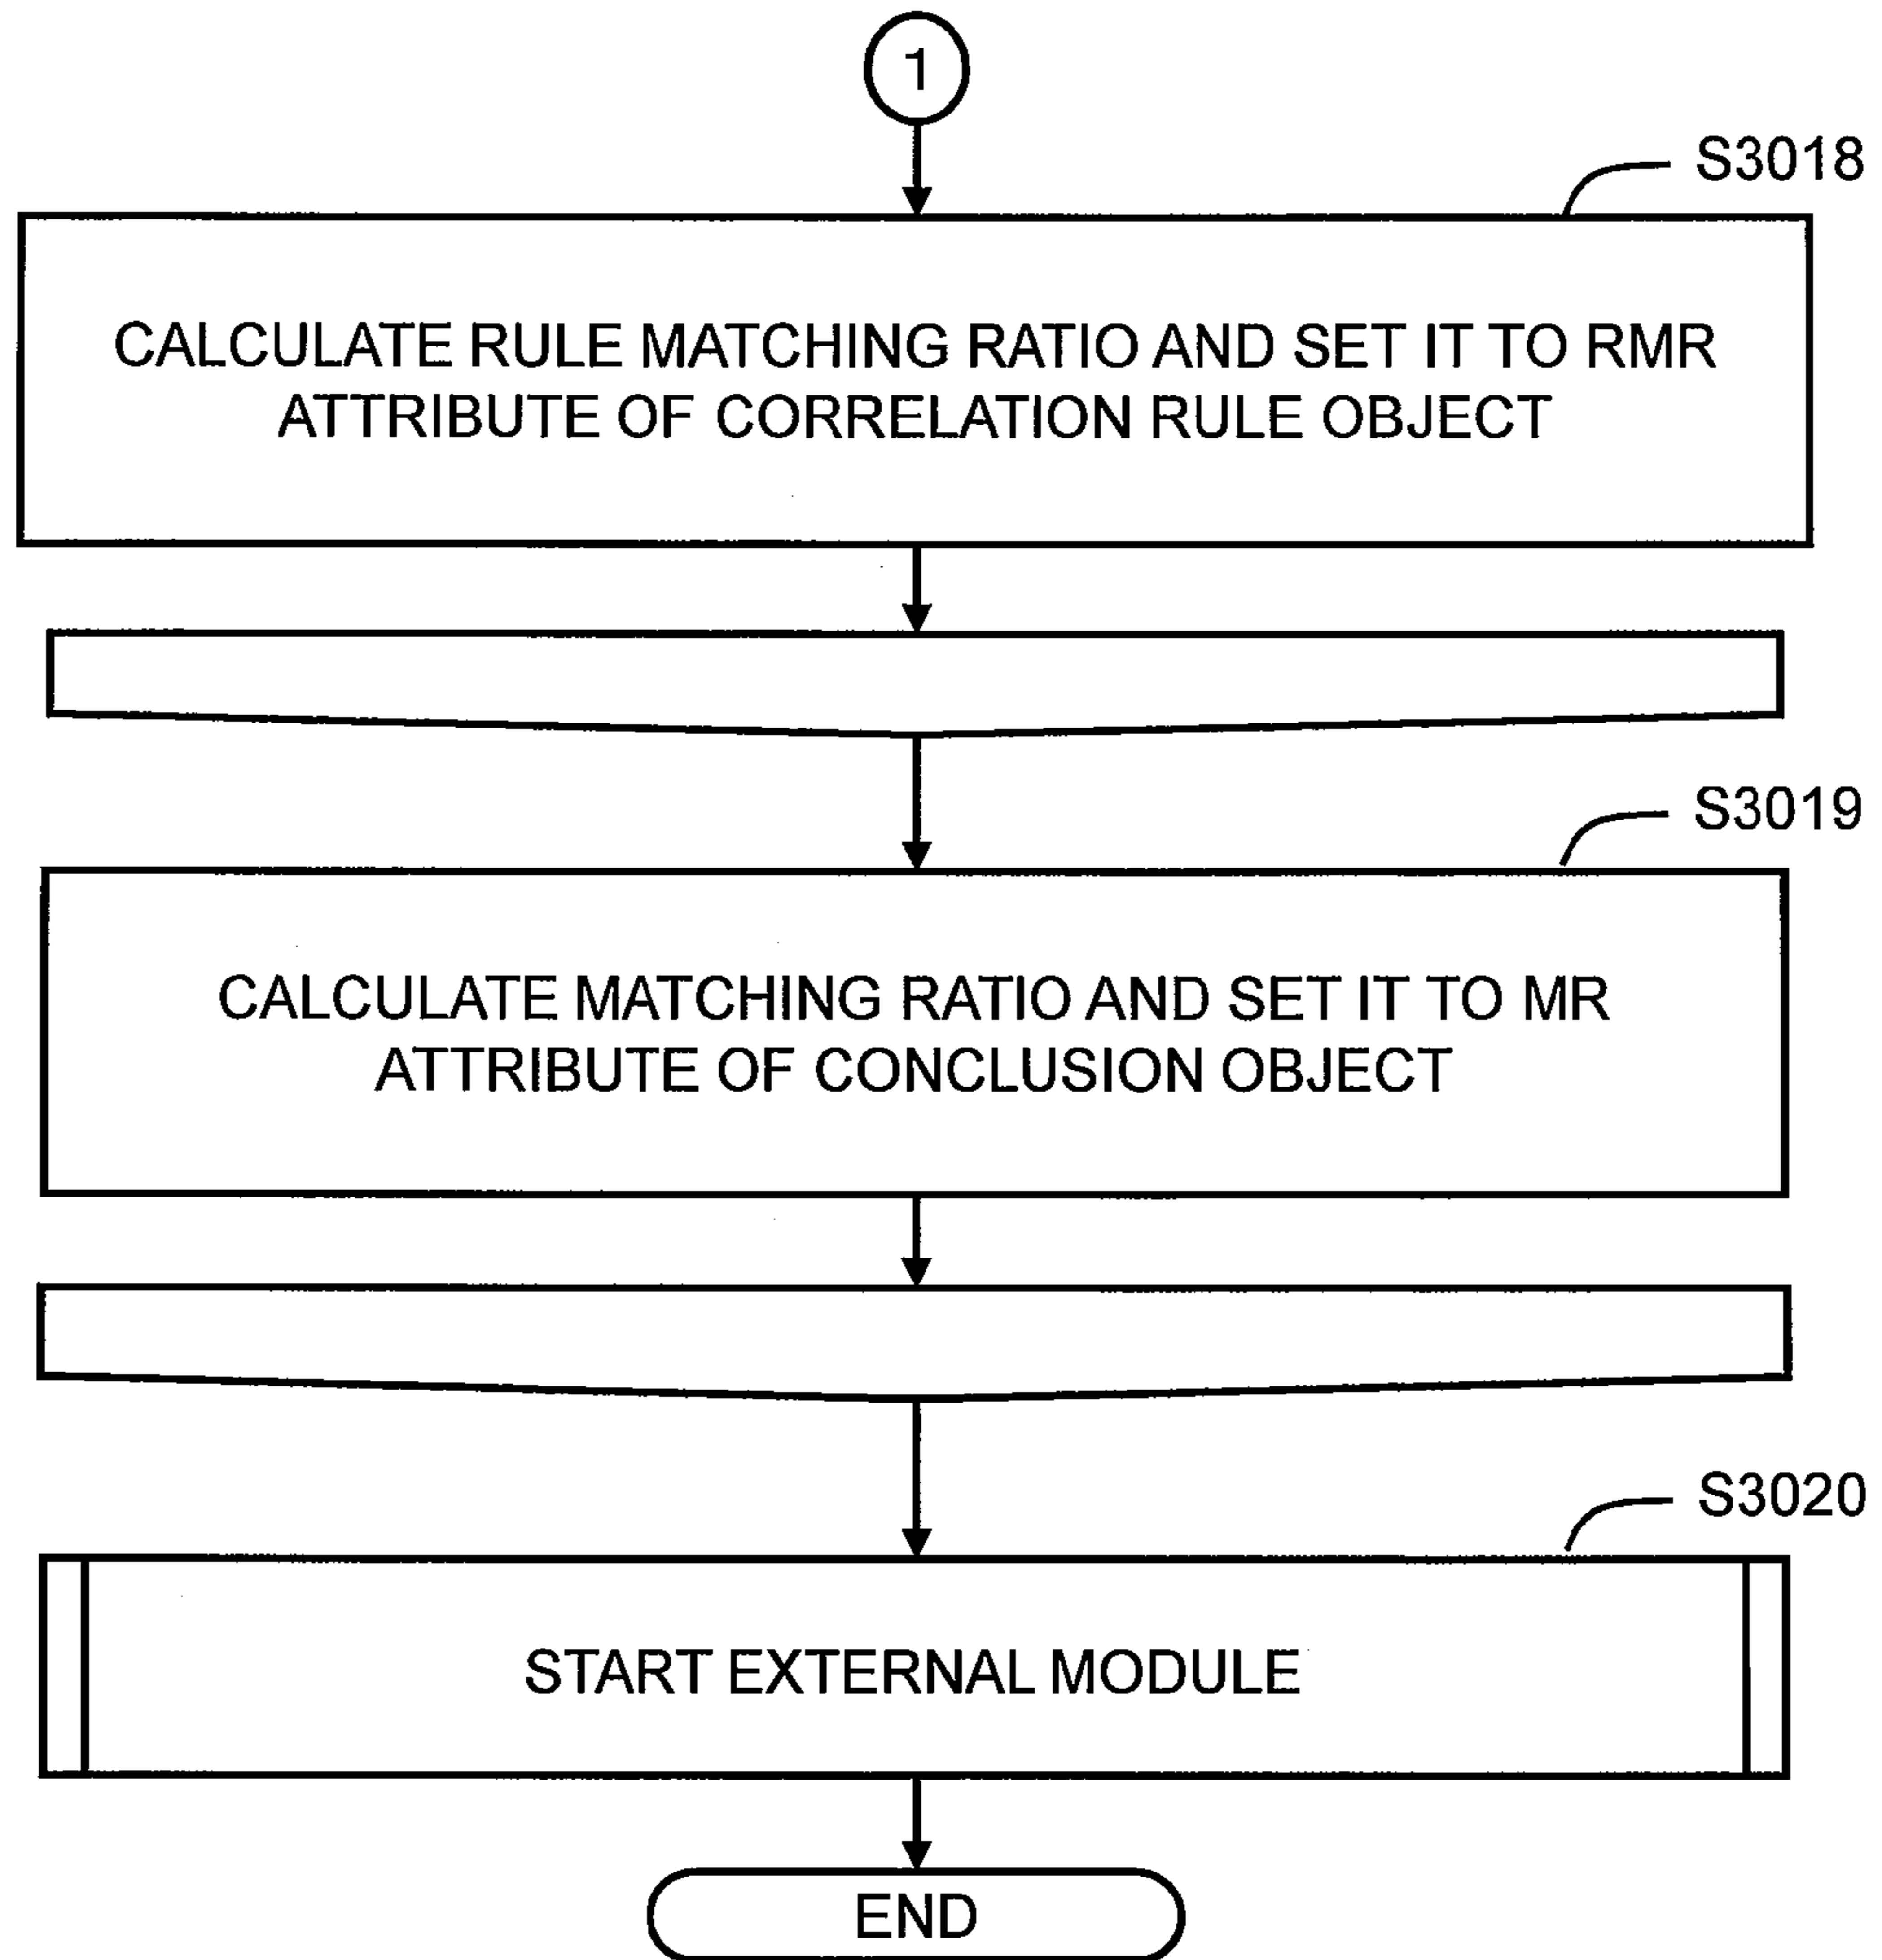 1
S3018
CALCULATE RULE MATCHING RATIO AND SET IT TO RMR
ATTRIBUTE OF CORRELATION RULE OBJECT
S3019
CALCULATE MATCHING RATIO AND SET IT TO MR
ATTRIBUTE OF CONCLUSION OBJECT
S3020
START EXTERNAL MODULE
END